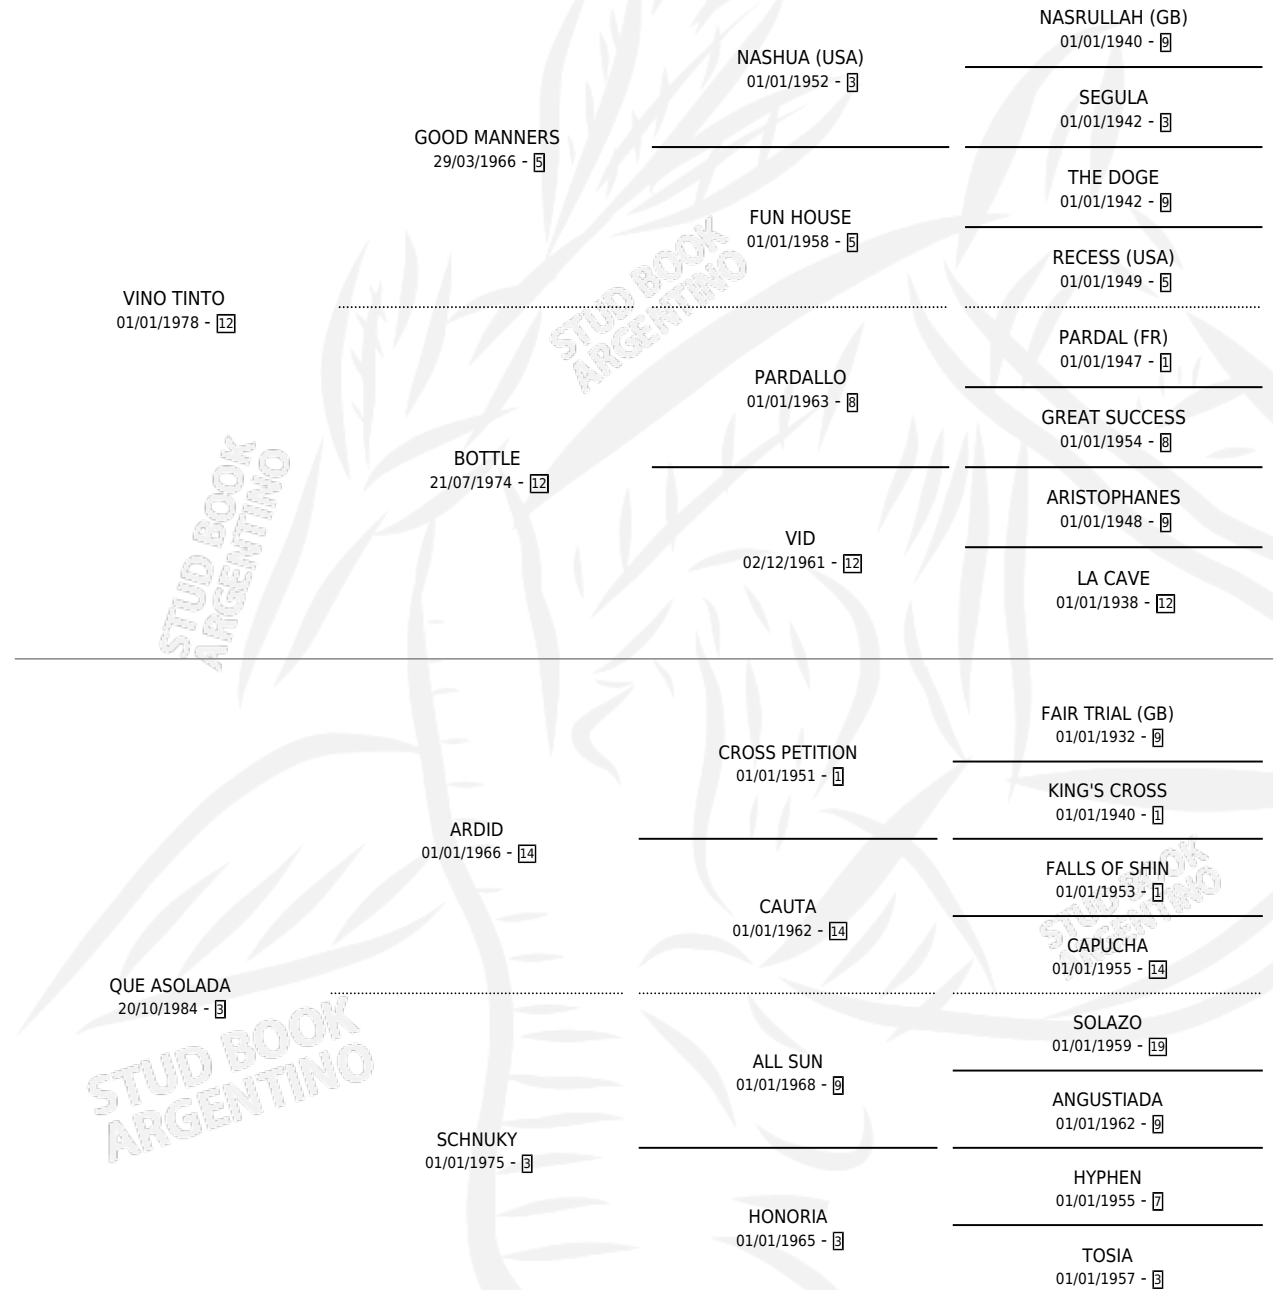 NASRULLAH (GB)
01/01/1940 - 9
NASHUA (USA)
01/01/1952 - 3
SEGULA
01/01/1942 - 3
GOOD MANNERS
29/03/1966 - 5
THE DOGE
01/01/1942 - 9
FUN HOUSE
01/01/1958 - 5
RECESS (USA)
01/01/1949 - 5
VINO TINTO
01/01/1978 - 12
PARDAL (FR)
01/01/1947 - 1
PARDALLO
01/01/1963 - 8
GREAT SUCCESS
01/01/1954 - 8
BOTTLE
21/07/1974 - 12
ARISTOPHANES
01/01/1948 - 9
VID
02/12/1961 - 12
LA CAVE
01/01/1938 - 12
FAIR TRIAL (GB)
01/01/1932 - 9
CROSS PETITION
01/01/1951 - 1
KING'S CROSS
01/01/1940 - 1
ARDID
01/01/1966 - 14
FALLS OF SHIN
01/01/1953 - 1
CAUTA
01/01/1962 - 14
CAPUCHA
01/01/1955 - 14
QUE ASOLADA
20/10/1984 - 3
SOLAZO
01/01/1959 - 19
ALL SUN
01/01/1968 - 9
ANGUSTIADA
01/01/1962 - 9
SCHNUKY
01/01/1975 - 3
HYPHEN
01/01/1955 - 7
HONORIA
01/01/1965 - 3
TOSIA
01/01/1957 - 3
STUD BOOK
ARGENTINO
STUD BOOK
ARGENTINO
STUD BOOK
ARGENTINO
STUD BOOK
ARGENTINO